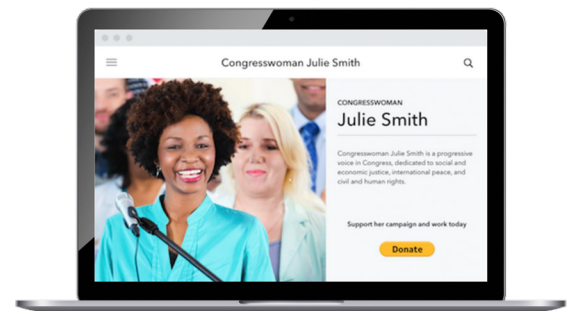 Congresswoman Julie Smith
CONGRESSWOMAN
Julie Smith
Congresswoman Julie Smith is a progressive
voice in Congress, dedicated to social and
economic justice, international peace, and
civil and human rights.
Support her campaign and work today
Donate